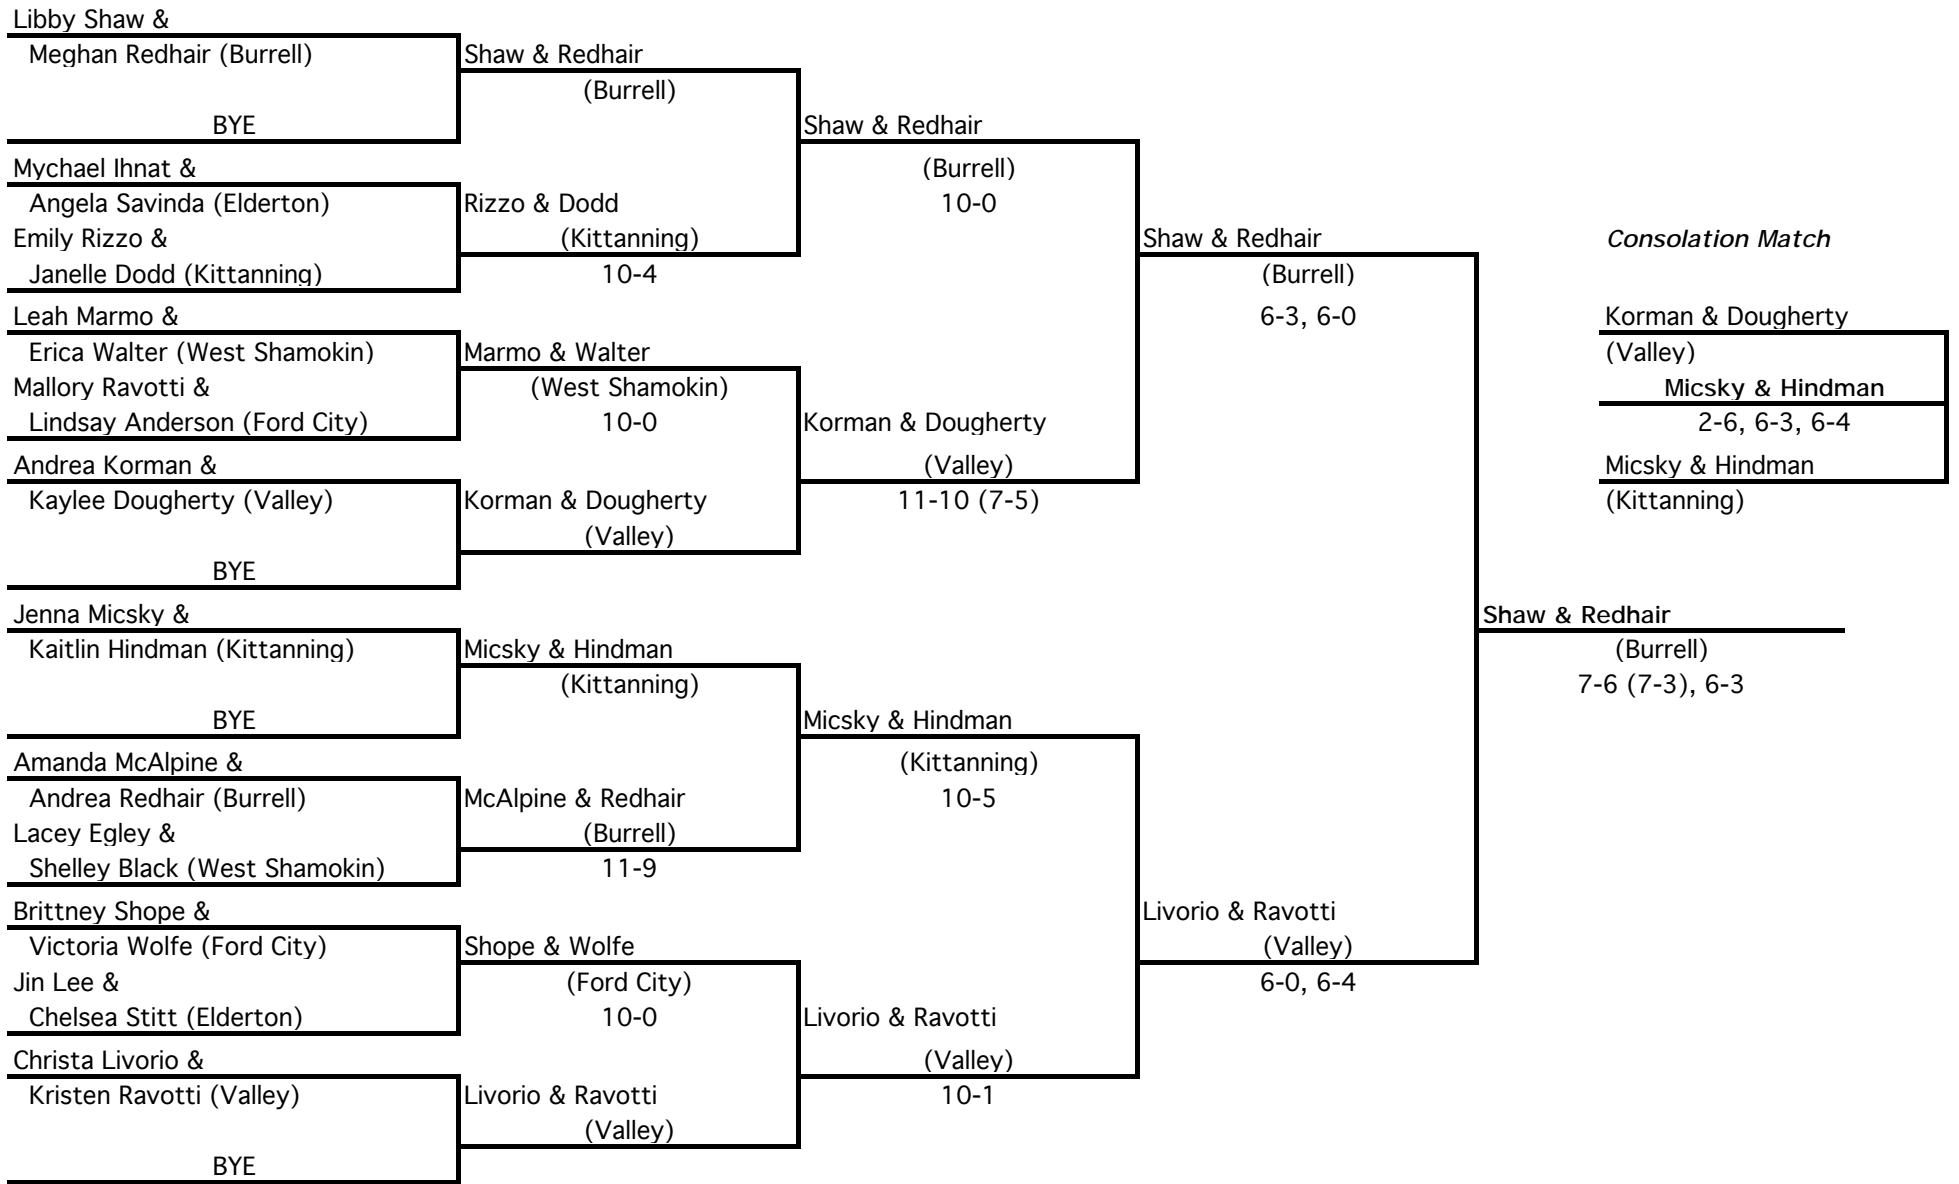 Libby Shaw &
Meghan Redhair (Burrell)
BYE
Mychael Ihnat &
Angela Savinda (Elderton)
Emily Rizzo &
Janelle Dodd (Kittanning)
Leah Marmo &
Erica Walter (West Shamokin)
Mallory Ravotti &
Lindsay Anderson (Ford City)
Andrea Korman &
Kaylee Dougherty (Valley)
BYE
Jenna Micsky &
Kaitlin Hindman (Kittanning)
BYE
Amanda McAlpine &
Andrea Redhair (Burrell)
Lacey Egley &
Shelley Black (West Shamokin)
Brittney Shope &
Victoria Wolfe (Ford City)
Jin Lee &
Chelsea Stitt (Elderton)
Christa Livorio &
Kristen Ravotti (Valley)
BYE
Shaw & Redhair
(Burrell)
Rizzo & Dodd
(Kittanning)
10-4
Marmo & Walter
(West Shamokin)
10-0
Korman & Dougherty
(Valley)
Micsky & Hindman
(Kittanning)
McAlpine & Redhair
(Burrell)
11-9
Shope & Wolfe
(Ford City)
10-0
Livorio & Ravotti
(Valley)
Shaw & Redhair
(Burrell)
10-0
Korman & Dougherty
(Valley)
11-10 (7-5)
Micsky & Hindman
(Kittanning)
10-5
Livorio & Ravotti
(Valley)
10-1
Shaw & Redhair
(Burrell)
6-3, 6-0
Livorio & Ravotti
(Valley)
6-0, 6-4
Shaw & Redhair
(Burrell)
7-6 (7-3), 6-3
Consolation Match
Korman & Dougherty
(Valley)
Micsky & Hindman
2-6, 6-3, 6-4
Micsky & Hindman
(Kittanning)